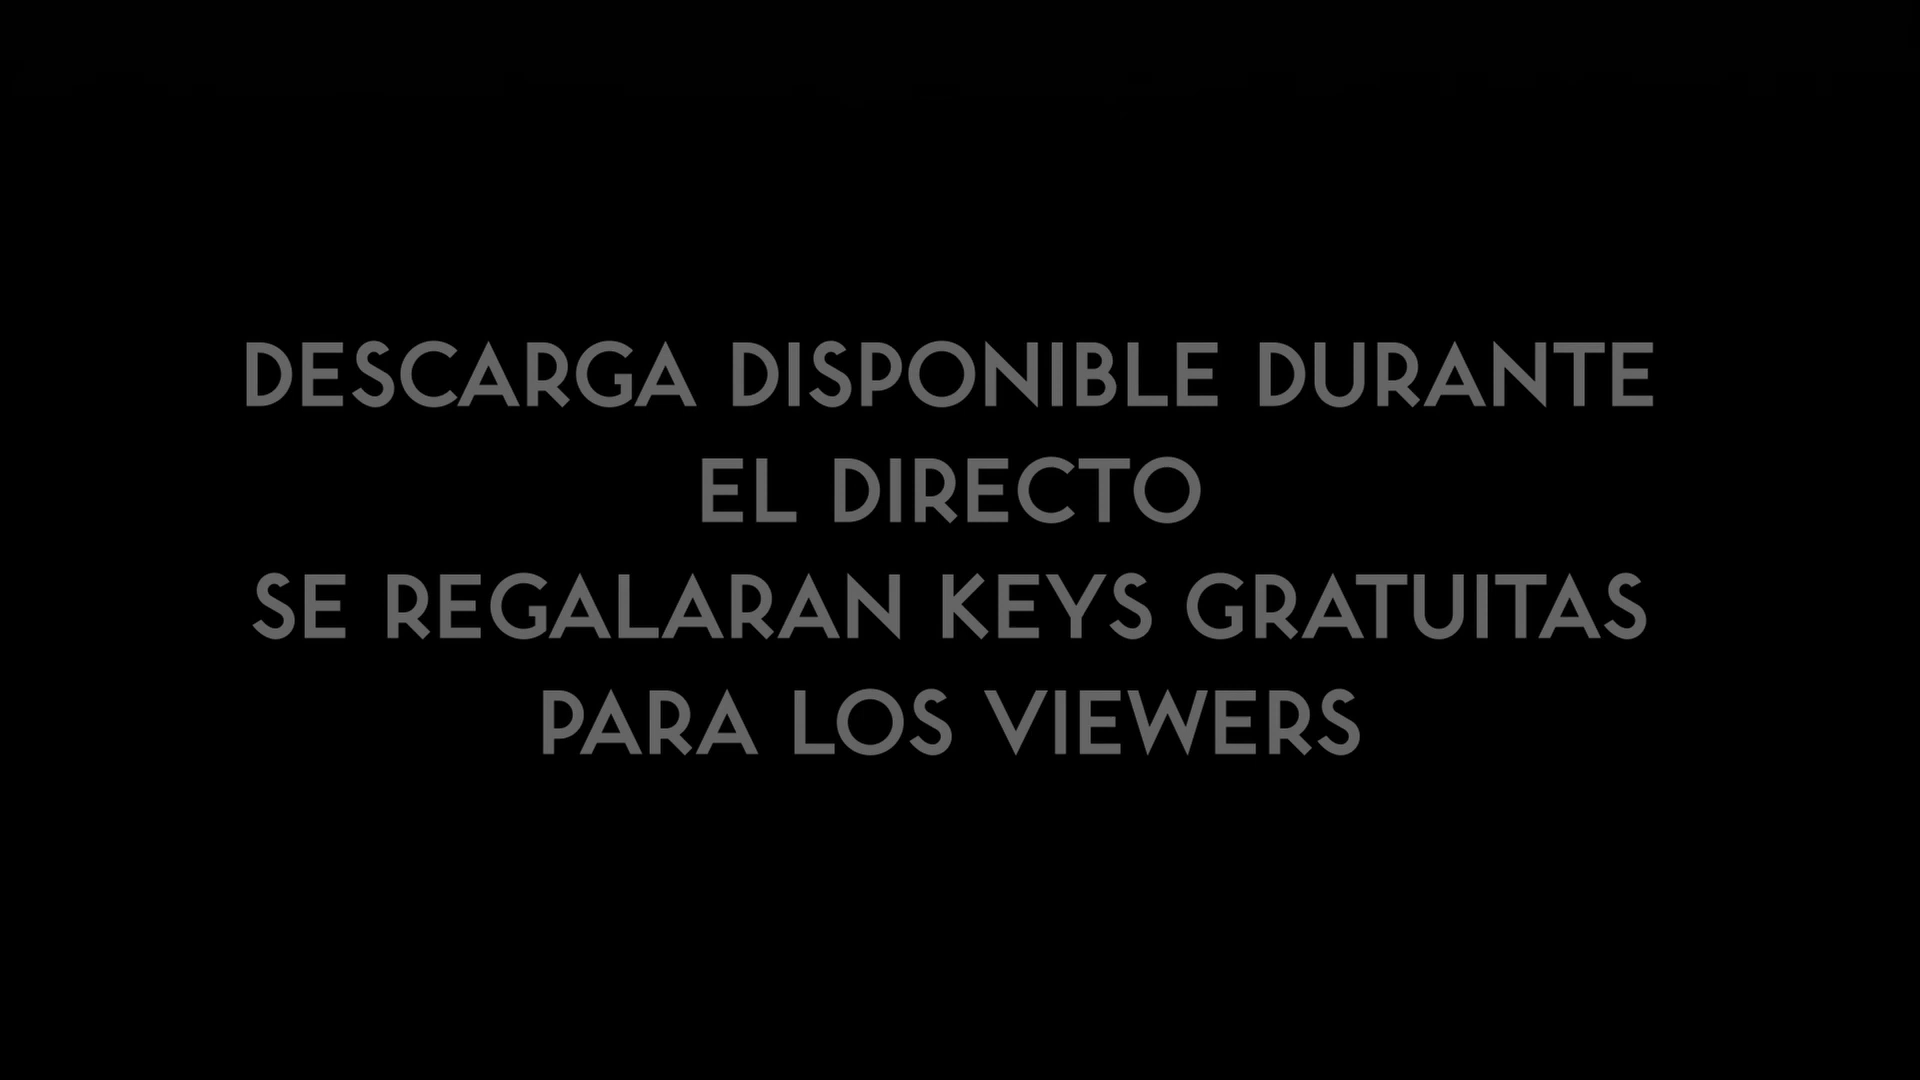 DESCARGA DISPONIBLE DURANTE
EL DIRECTO
SE REGALARAN KEYS GRATUITAS
PARA LOS VIEWERS